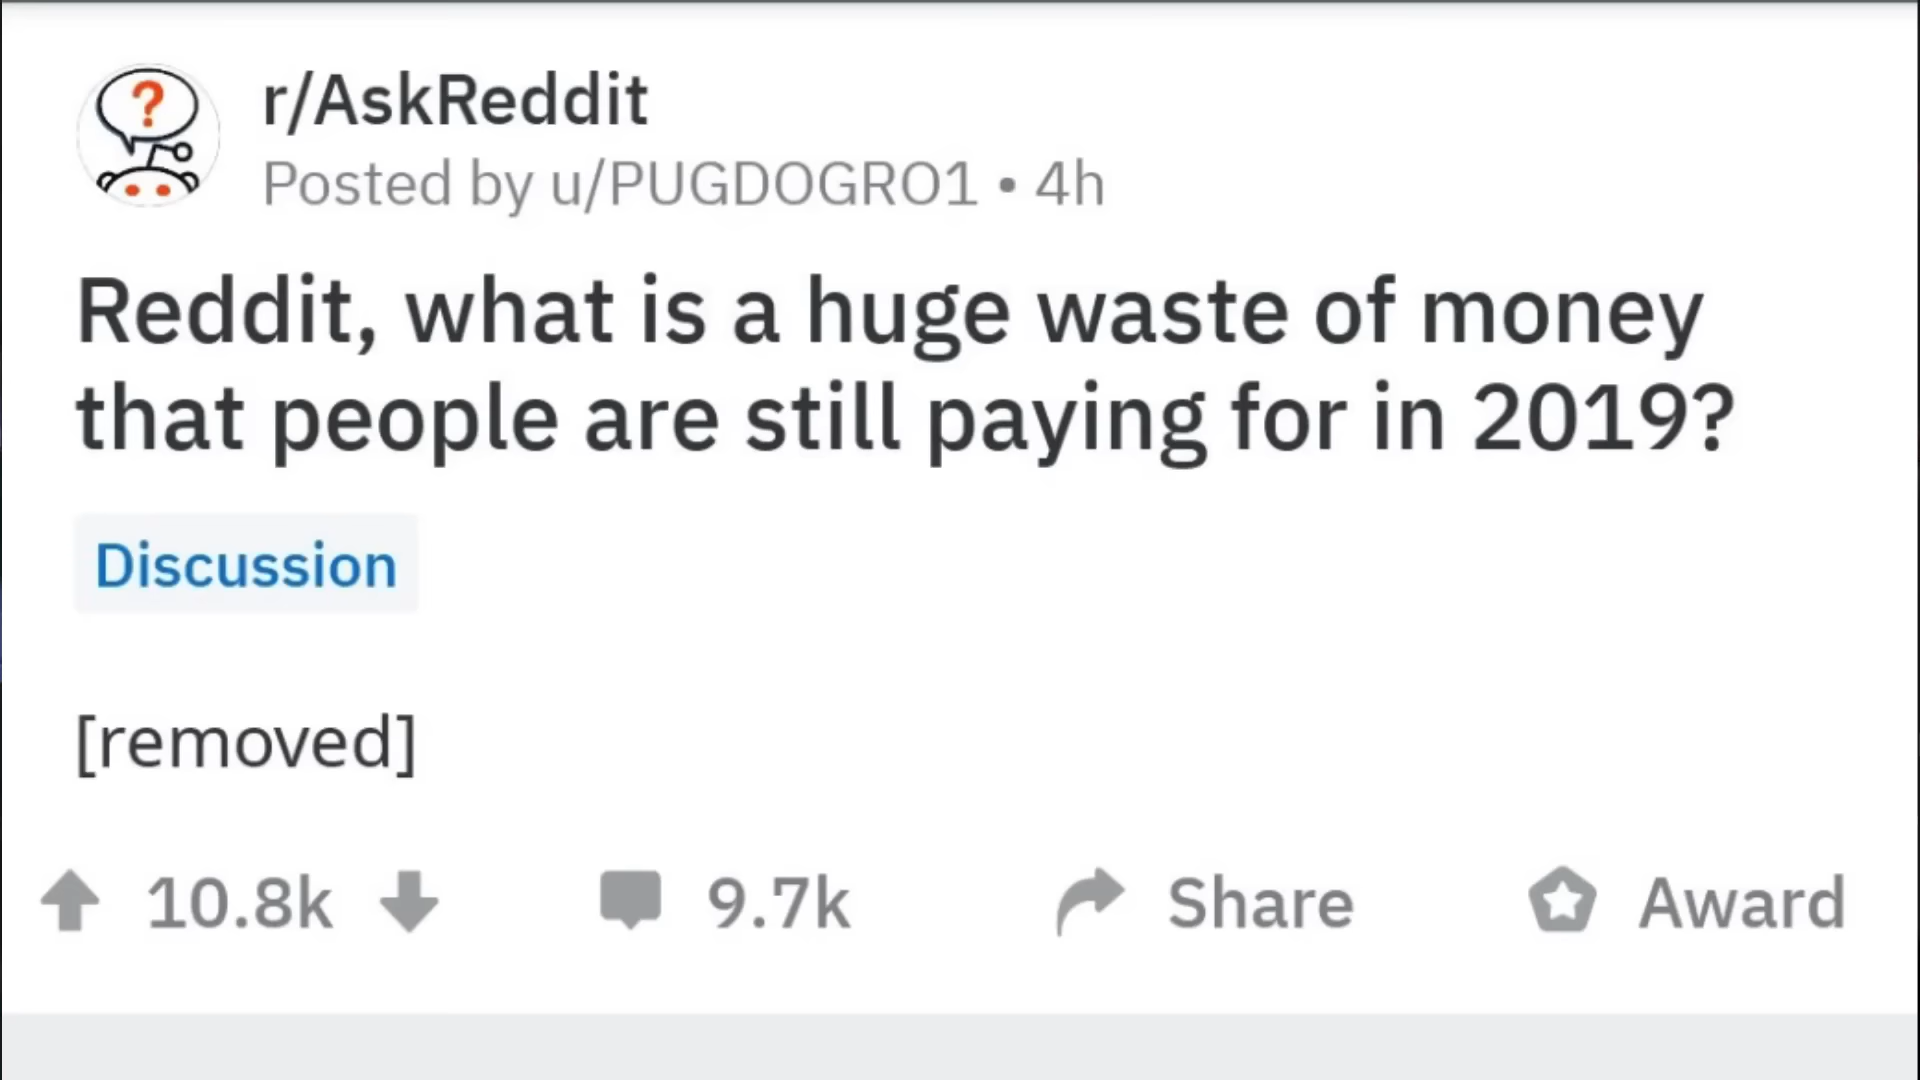 ?
r/AskReddit
Posted by u/PUGDOGRO1 • 4h
Reddit, what is a huge waste of money
that people are still paying for in 2019?
Discussion
[removed]
10.8k 9.7k Share Award